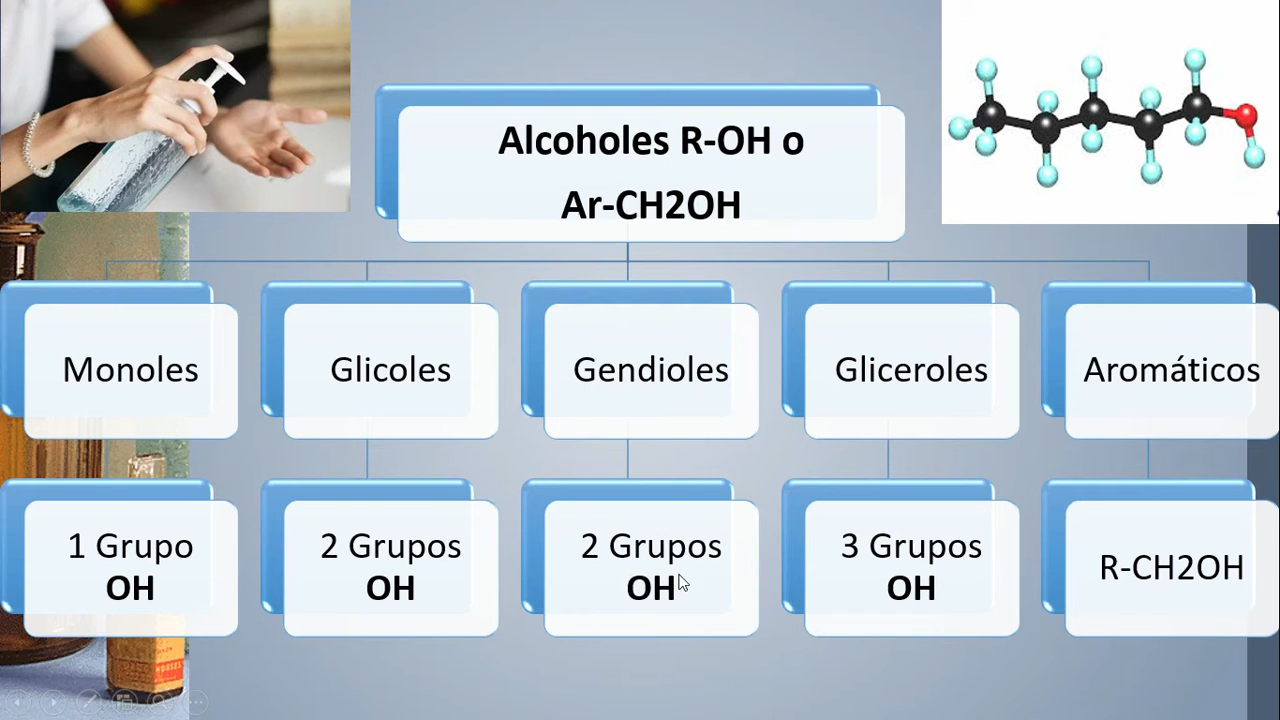 Alcoholes R-OH o
Ar-CH2OH
Monoles
Glicoles
Gendioles
Gliceroles
Aromáticos
1 Grupo
OH
2 Grupos
OH
2 Grupos
OH
3 Grupos
OH
R-CH2OH
HORSES